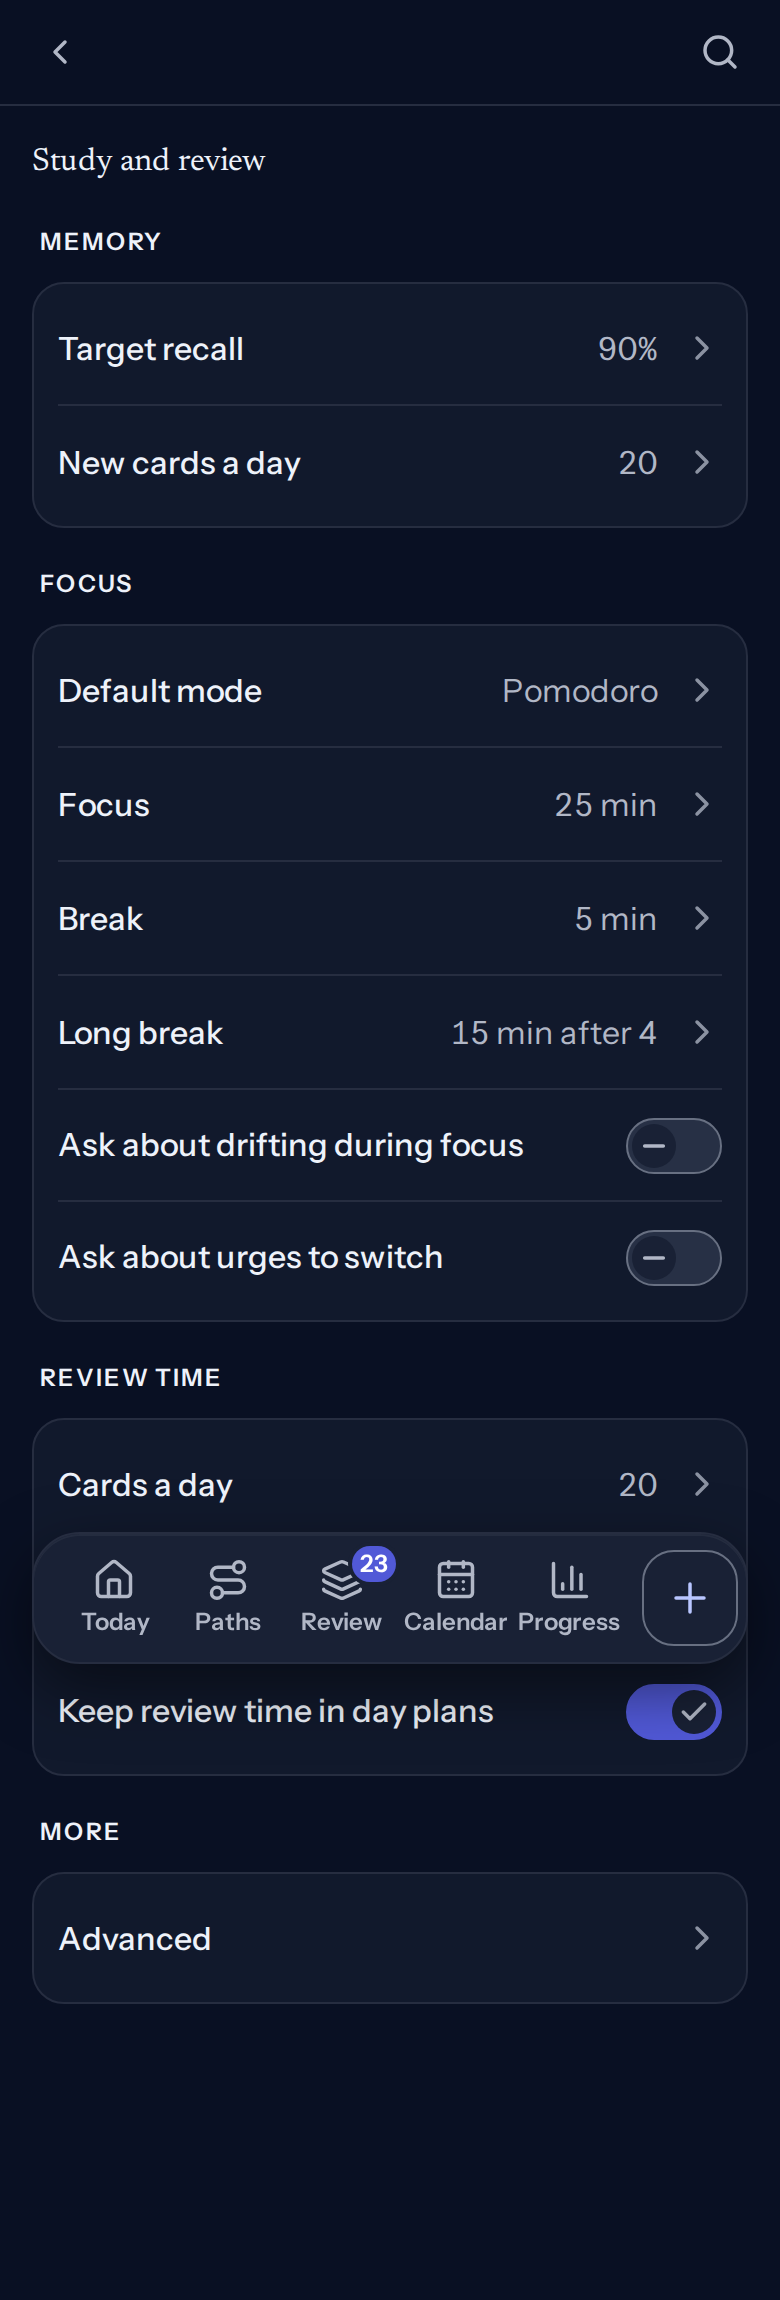 Study and review
MEMORY
Target recall 90%
New cards a day 20
FOCUS
Default mode Pomodoro
Focus 25 min
Break 5 min
Long break 15 min after 4
Ask about drifting during focus
Ask about urges to switch
REVIEW TIME
Cards a day 20
23
Today Paths Review Calendar Progress
Keep review time in day plans
MORE
Advanced